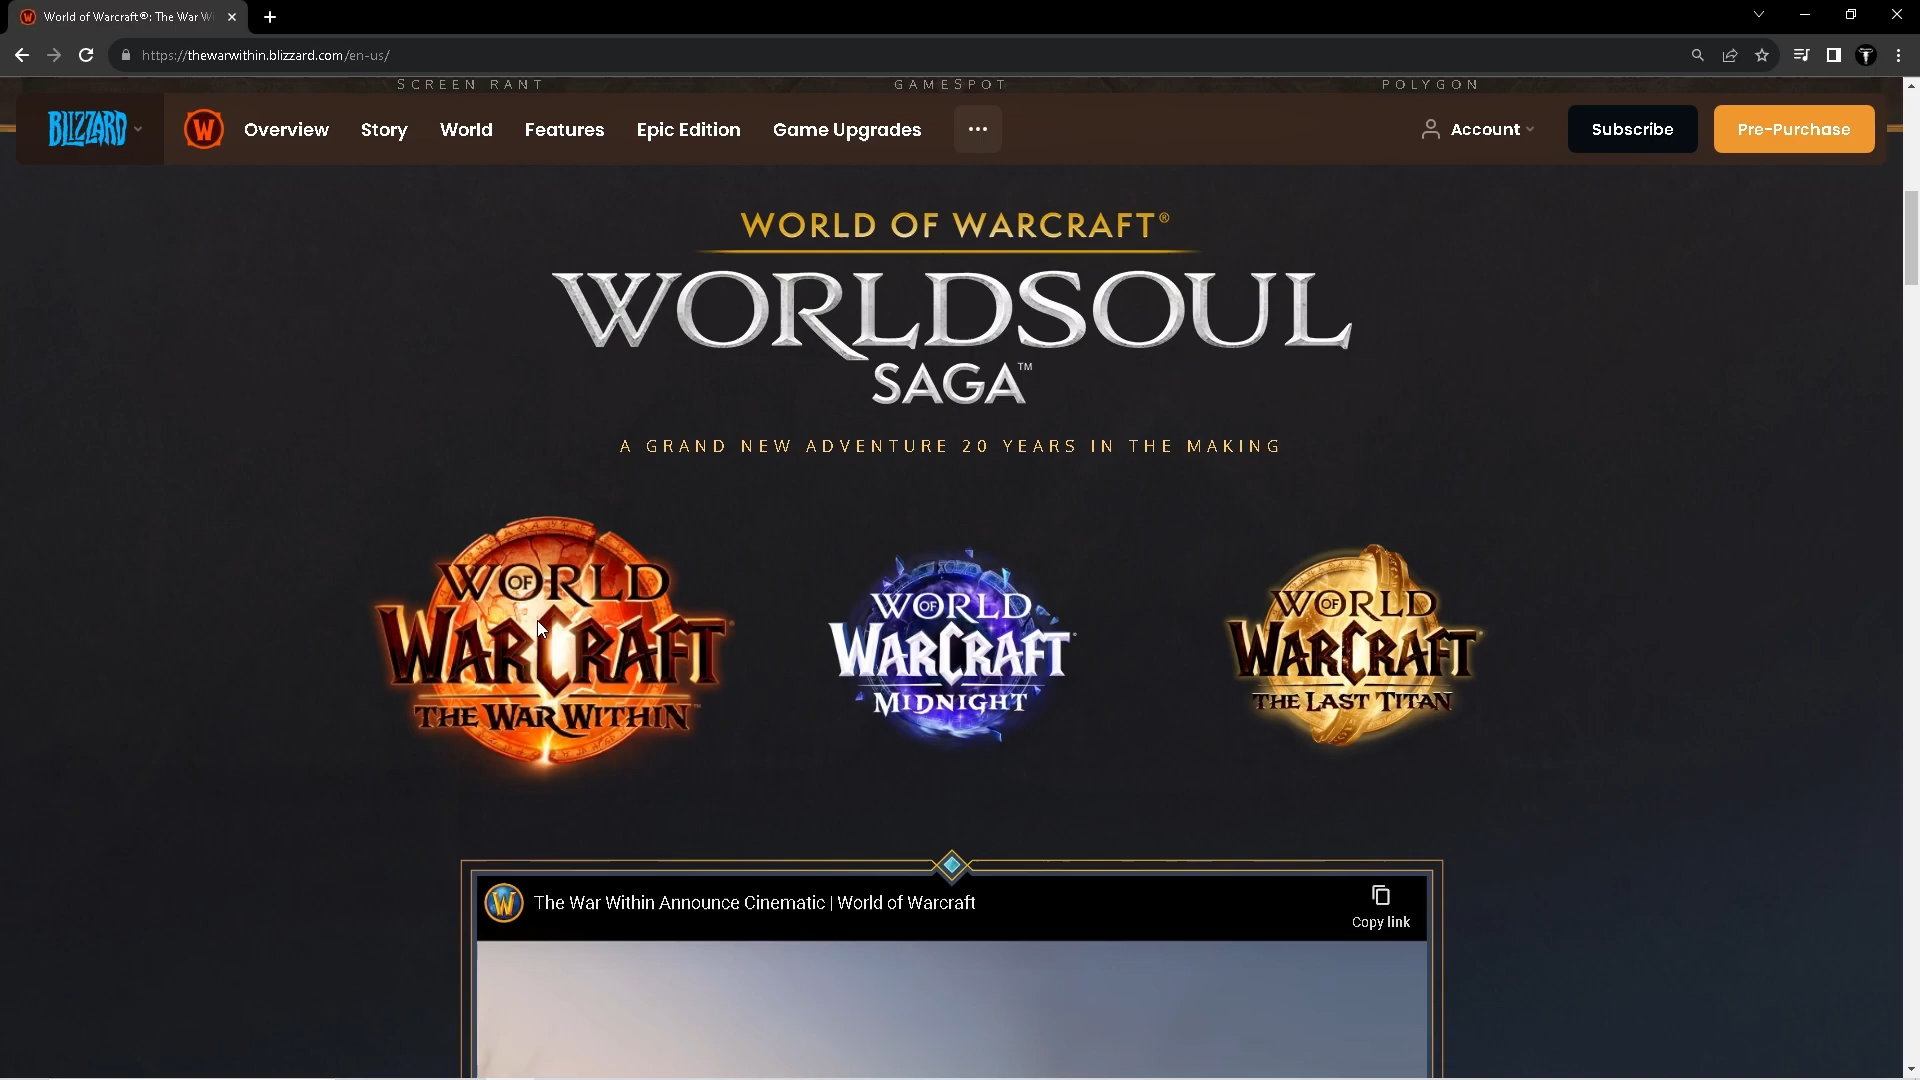 World of Warcraft®: The War Wi
https://thewarwithin.blizzard.com/en-us/
SCREEN RANT
GAMESPOT
POLYGON
BLIZZARD
W
Overview
Story
World
Features
Epic Edition
Game Upgrades
Account
Subscribe
Pre-Purchase
WORLD OF WARCRAFT®
WORLDSOUL
SAGA™
A GRAND NEW ADVENTURE 20 YEARS IN THE MAKING
WORLD OF
WARCRAFT
THE WAR WITHIN™
WORLD OF
WARCRAFT
MIDNIGHT
WORLD OF
WARCRAFT
THE LAST TITAN
W
The War Within Announce Cinematic | World of Warcraft
Copy link